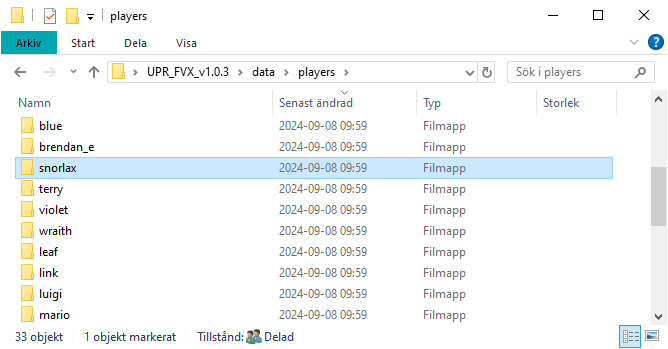 players
Arkiv Start Dela Visa
UPR_FVX_v1.0.3 data players Sök i players
Namn Senast ändrad Typ Storlek
blue 2024-09-08 09:59 Filmapp
brendan_e 2024-09-08 09:59 Filmapp
snorlax 2024-09-08 09:59 Filmapp
terry 2024-09-08 09:59 Filmapp
violet 2024-09-08 09:59 Filmapp
wraith 2024-09-08 09:59 Filmapp
leaf 2024-09-08 09:59 Filmapp
link 2024-09-08 09:59 Filmapp
luigi 2024-09-08 09:59 Filmapp
mario 2024-09-08 09:59 Filmapp
33 objekt 1 objekt markerat Tillstånd: Delad